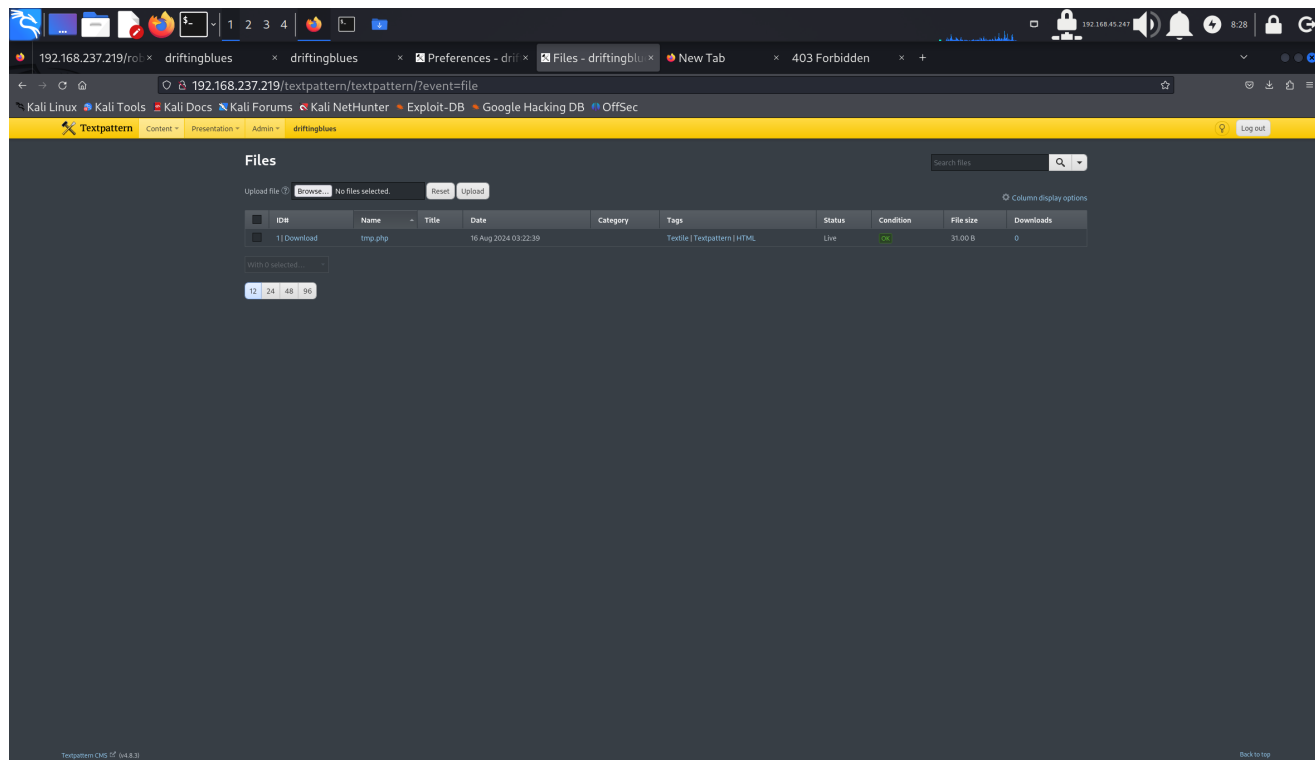 1 2 3 4 192.168.45.247 8:28
192.168.237.219/rob driftingblues driftingblues Preferences - drif Files - driftingblu New Tab 403 Forbidden
192.168.237.219/textpattern/textpattern/?event=file
Kali Linux Kali Tools Kali Docs Kali Forums Kali NetHunter Exploit-DB Google Hacking DB OffSec
Textpattern Content Presentation Admin driftingblues Log out
Files
Search files
Upload file Browse... No files selected. Reset Upload
Column display options
ID# Name Title Date Category Tags Status Condition File size Downloads
1 | Download tmp.php 16 Aug 2024 03:22:39 Textile | Textpattern | HTML Live OK 31.00 B 0
With 0 selected...
12 24 48 96
Textpattern CMS (v4.8.3) Back to top